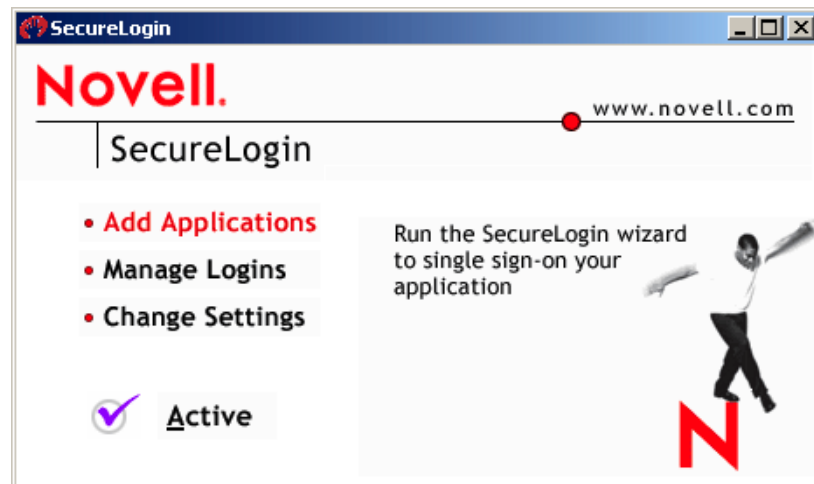 SecureLogin
Novell.
www.novell.com
SecureLogin
Add Applications
Manage Logins
Change Settings
Run the SecureLogin wizard
to single sign-on your
application
Active
N